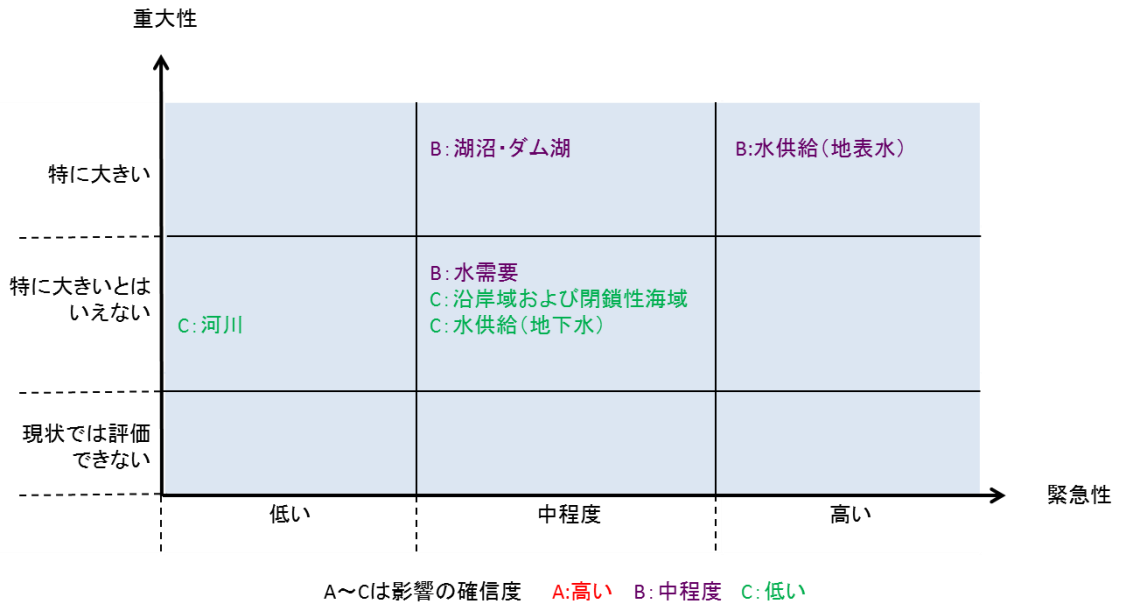 重大性
特に大きい
B:湖沼・ダム湖
B:水供給(地表水)
特に大きいとは
いえない
C:河川
B:水需要
C:沿岸域および閉鎖性海域
C:水供給(地下水)
現状では評価
できない
低い
中程度
高い
緊急性
A~Cは影響の確信度 A:高い B:中程度 C:低い